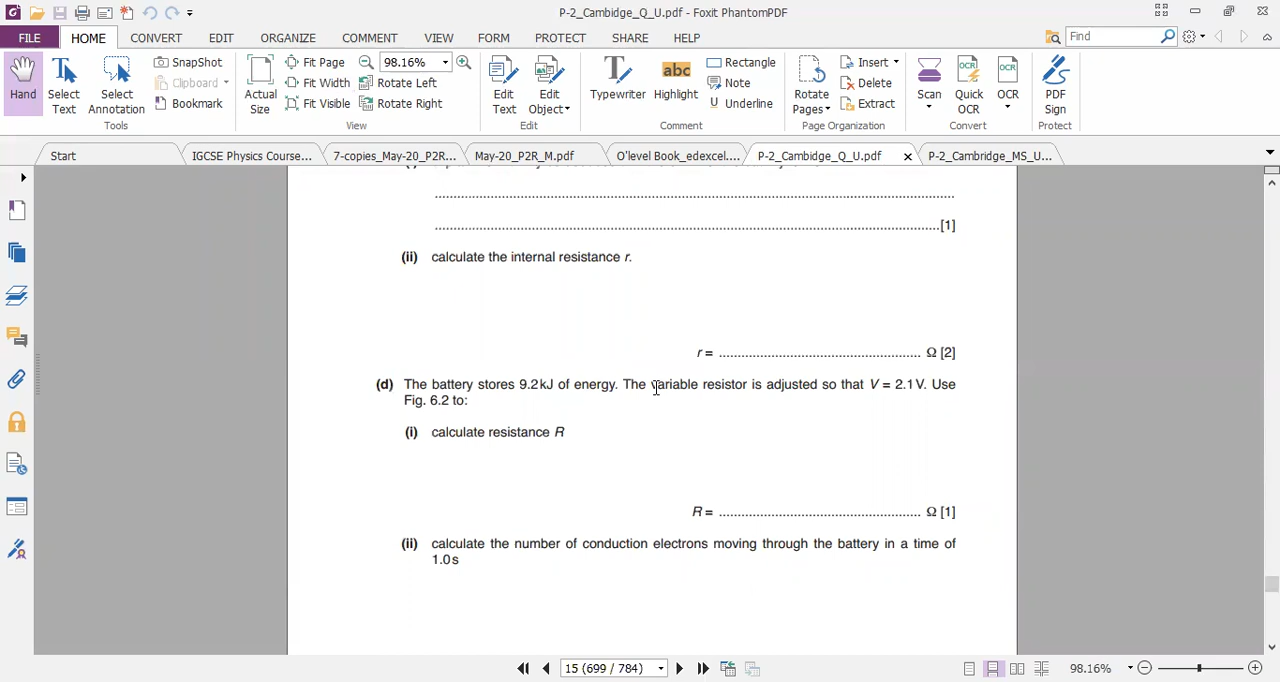 P-2_Cambidge_Q_U.pdf - Foxit PhantomPDF
FILE HOME CONVERT EDIT ORGANIZE COMMENT VIEW FORM PROTECT SHARE HELP Find
Hand
Select Text
Select Annotation
SnapShot
Clipboard
Bookmark
Tools
Actual Size
Fit Page
Fit Width
Fit Visible
98.16%
Rotate Left
Rotate Right
View
Edit Text
Edit Object
Edit
Typewriter
abc
Highlight
Rectangle
Note
U Underline
Comment
Rotate Pages
Insert
Delete
Extract
Page Organization
Scan
OCR
Quick OCR
OCR
OCR
Convert
PDF Sign
Protect
Start IGCSE Physics Course... 7-copies_May-20_P2R... May-20_P2R_M.pdf O'level Book_edexcel.... P-2_Cambidge_Q_U.pdf P-2_Cambridge_MS_U...
[1]
(ii) calculate the internal resistance r.
r = .................................................. Ω [2]
(d) The battery stores 9.2 kJ of energy. The variable resistor is adjusted so that V = 2.1 V. Use
Fig. 6.2 to:
(i) calculate resistance R
R = .................................................. Ω [1]
(ii) calculate the number of conduction electrons moving through the battery in a time of
1.0 s
15 (699 / 784) 98.16%